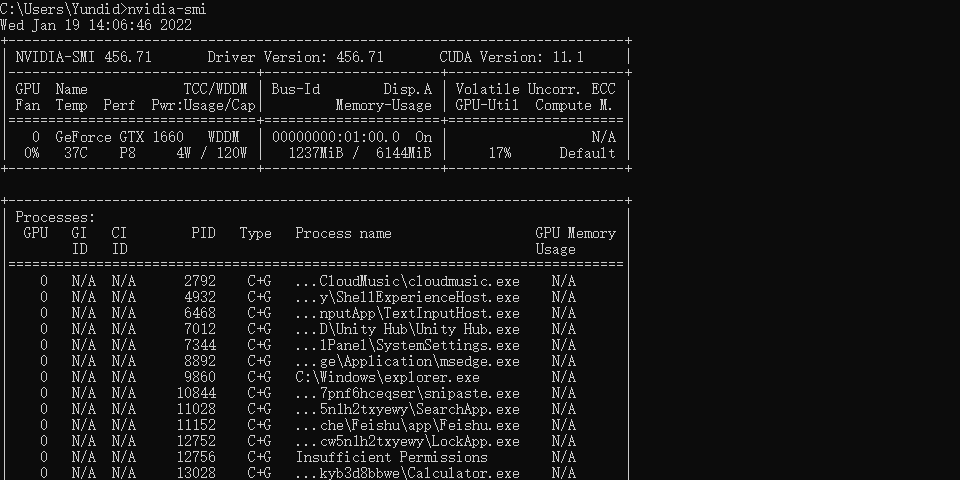 C:\Users\Yundid>nvidia-smi
Wed Jan 19 14:06:46 2022
+-----------------------------------------------------------------------------+
| NVIDIA-SMI 456.71       Driver Version: 456.71       CUDA Version: 11.1     |
|-------------------------------+----------------------+----------------------+
| GPU  Name            TCC/WDDM | Bus-Id        Disp.A | Volatile Uncorr. ECC |
| Fan  Temp  Perf  Pwr:Usage/Cap|         Memory-Usage | GPU-Util  Compute M. |
|===============================+======================+======================|
|   0  GeForce GTX 1660   WDDM  | 00000000:01:00.0  On |                  N/A |
|  0%   37C    P8     4W / 120W |   1237MiB /  6144MiB |     17%      Default |
+-------------------------------+----------------------+----------------------+
+-----------------------------------------------------------------------------+
| Processes:                                                                  |
|  GPU   GI   CI        PID   Type   Process name                  GPU Memory |
|        ID   ID                                                   Usage      |
|=============================================================================|
|    0   N/A  N/A      2792    C+G   ...CloudMusic\cloudmusic.exe    N/A      |
|    0   N/A  N/A      4932    C+G   ...y\ShellExperienceHost.exe    N/A      |
|    0   N/A  N/A      6468    C+G   ...nputApp\TextInputHost.exe    N/A      |
|    0   N/A  N/A      7012    C+G   ...D\Unity Hub\Unity Hub.exe    N/A      |
|    0   N/A  N/A      7344    C+G   ...lPanel\SystemSettings.exe    N/A      |
|    0   N/A  N/A      8892    C+G   ...ge\Application\msedge.exe    N/A      |
|    0   N/A  N/A      9860    C+G   C:\Windows\explorer.exe         N/A      |
|    0   N/A  N/A     10844    C+G   ...7pnf6hceqser\snipaste.exe    N/A      |
|    0   N/A  N/A     11028    C+G   ...5n1h2txyewy\SearchApp.exe    N/A      |
|    0   N/A  N/A     11152    C+G   ...che\Feishu\app\Feishu.exe    N/A      |
|    0   N/A  N/A     12752    C+G   ...cw5n1h2txyewy\LockApp.exe    N/A      |
|    0   N/A  N/A     12756    C+G   Insufficient Permissions        N/A      |
|    0   N/A  N/A     13028    C+G   ...kyb3d8bbwe\Calculator.exe    N/A      |